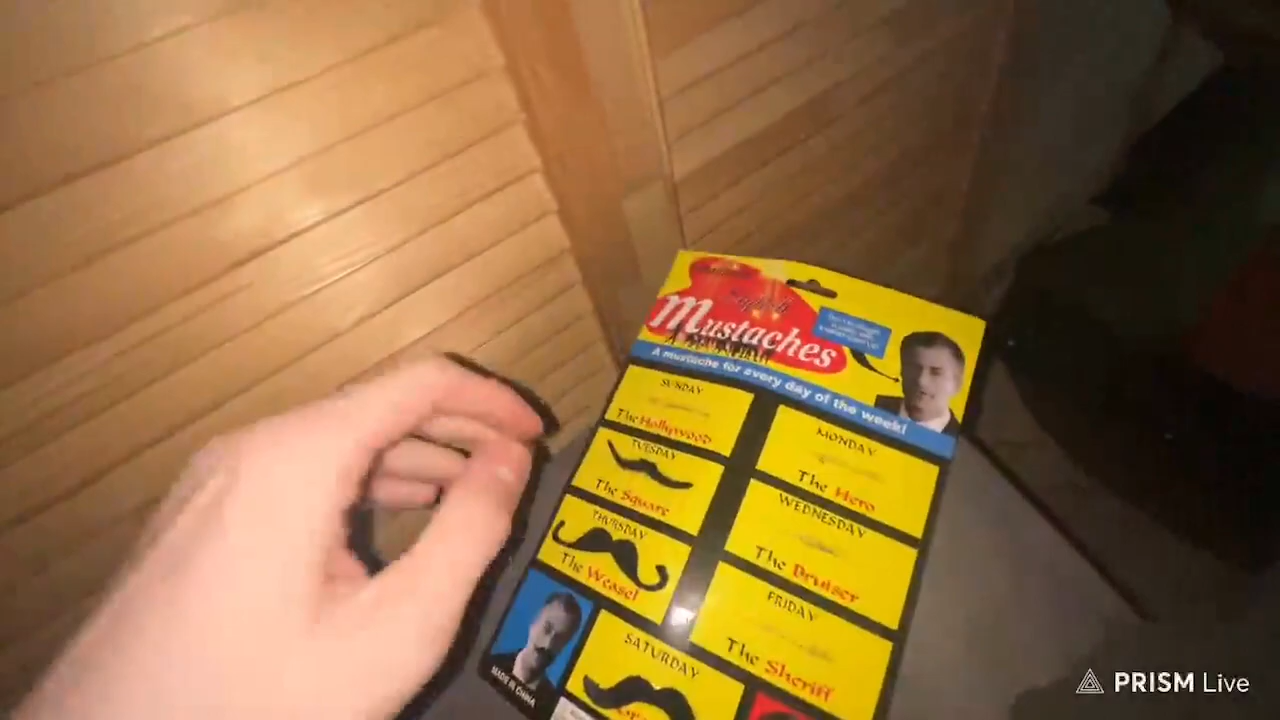 Mustaches
A mustache for every day of the week!
SUNDAY
The Hollywood
MONDAY
The Hero
TUESDAY
The Square
WEDNESDAY
The Bruiser
THURSDAY
The Weasel
FRIDAY
The Sheriff
SATURDAY
MADE IN CHINA
PRISM Live